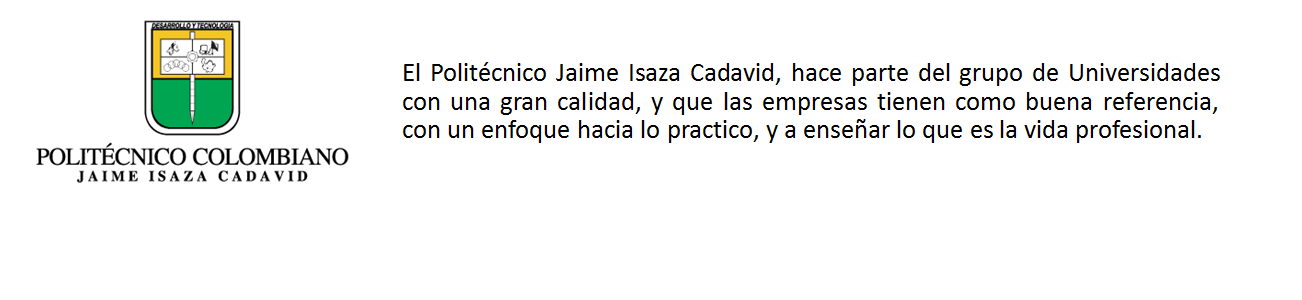 DESARROLLO Y TECNOLOGIA
POLITÉCNICO COLOMBIANO
JAIME ISAZA CADAVID
El Politécnico Jaime Isaza Cadavid, hace parte del grupo de Universidades
con una gran calidad, y que las empresas tienen como buena referencia,
con un enfoque hacia lo practico, y a enseñar lo que es la vida profesional.